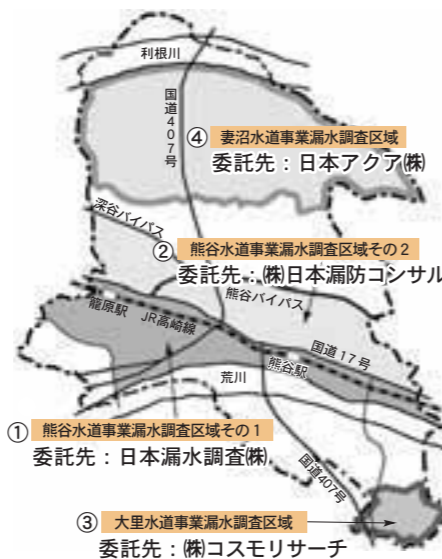 利根川
国道407号
④ 妻沼水道事業漏水調査区域
委託先：日本アクア㈱
深谷バイパス
② 熊谷水道事業漏水調査区域その2
委託先：㈱日本漏防コンサル
熊谷バイパス
籠原駅 JR高崎線
国道17号
熊谷駅
荒川
① 熊谷水道事業漏水調査区域その1
委託先：日本漏水調査㈱
国道407号
③ 大里水道事業漏水調査区域
委託先：㈱コスモリサーチ